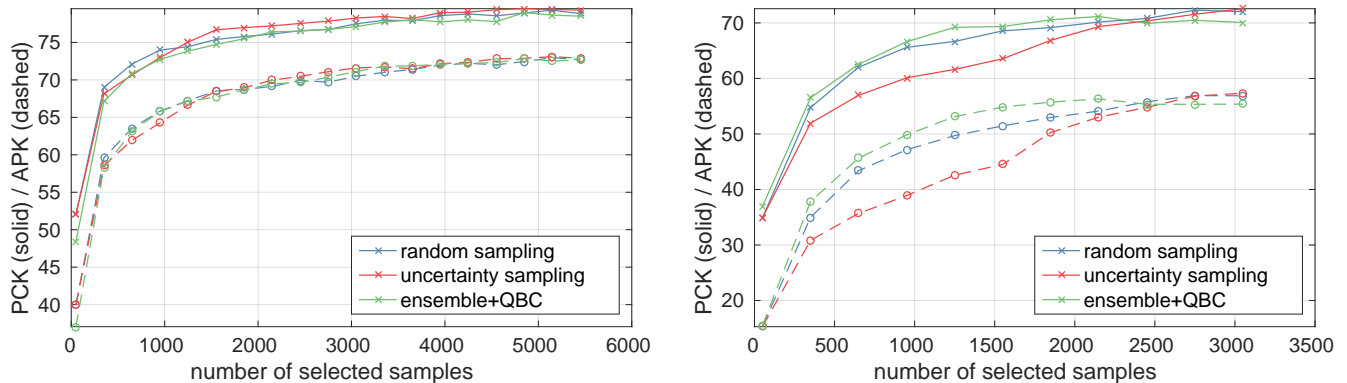 PCK (solid) / APK (dashed)
75
70
65
60
55
50
45
40
0
1000
2000
3000
4000
5000
6000
number of selected samples
random sampling
uncertainty sampling
ensemble+QBC
PCK (solid) / APK (dashed)
70
60
50
40
30
20
0
500
1000
1500
2000
2500
3000
3500
number of selected samples
random sampling
uncertainty sampling
ensemble+QBC